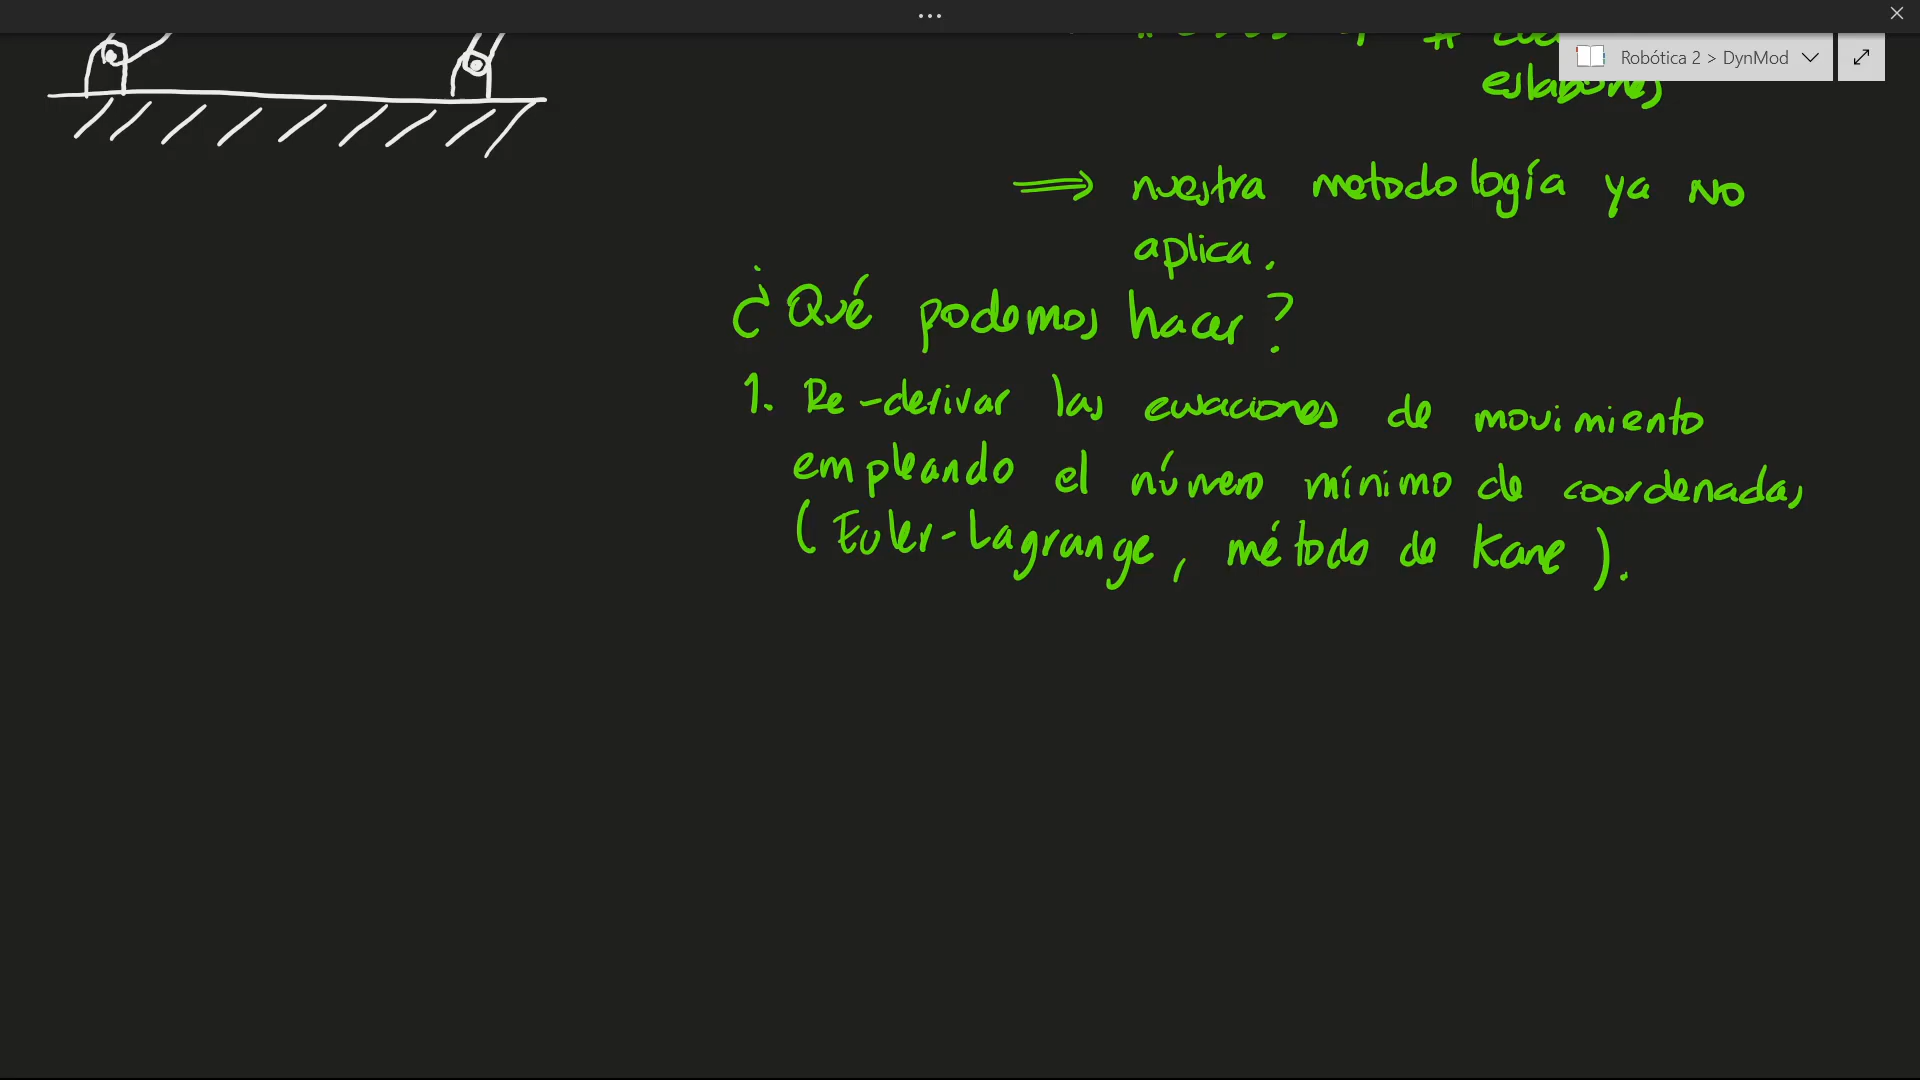 Robótica 2 > DynMod
eslabones
⟹ nuestra metodología ya NO
aplica.
¿Qué podemos hacer?
1. Re-derivar las ecuaciones de movimiento
empleando el número mínimo de coordenadas
(Euler-Lagrange, método de Kane).